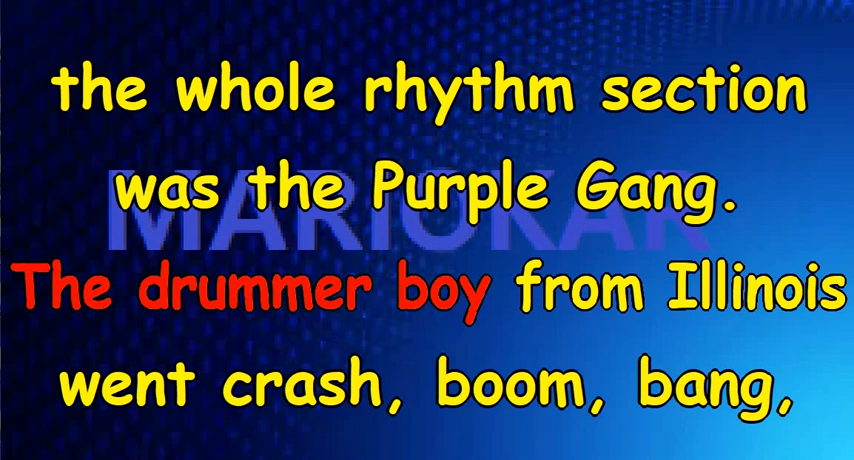 the whole rhythm section
was the Purple Gang.
MARIOKAR
The drummer boy from Illinois
went crash, boom, bang,